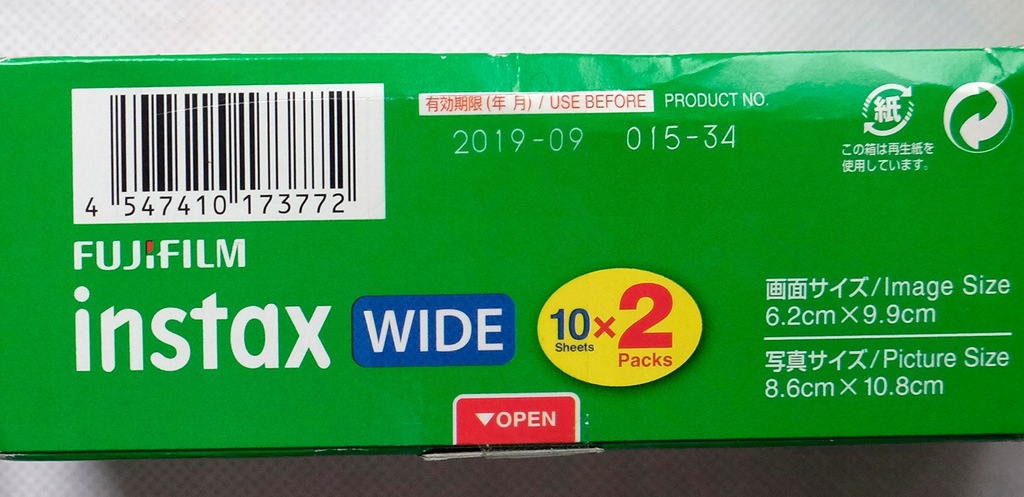 有効期限(年 月) / USE BEFORE PRODUCT NO.
2019-09 015-34
紙
この箱は再生紙を
使用しています。
4 547410 173772
FUJIFILM
instax WIDE
10 Sheets × 2 Packs
画面サイズ/Image Size
6.2cm×9.9cm
写真サイズ/Picture Size
8.6cm×10.8cm
▼OPEN